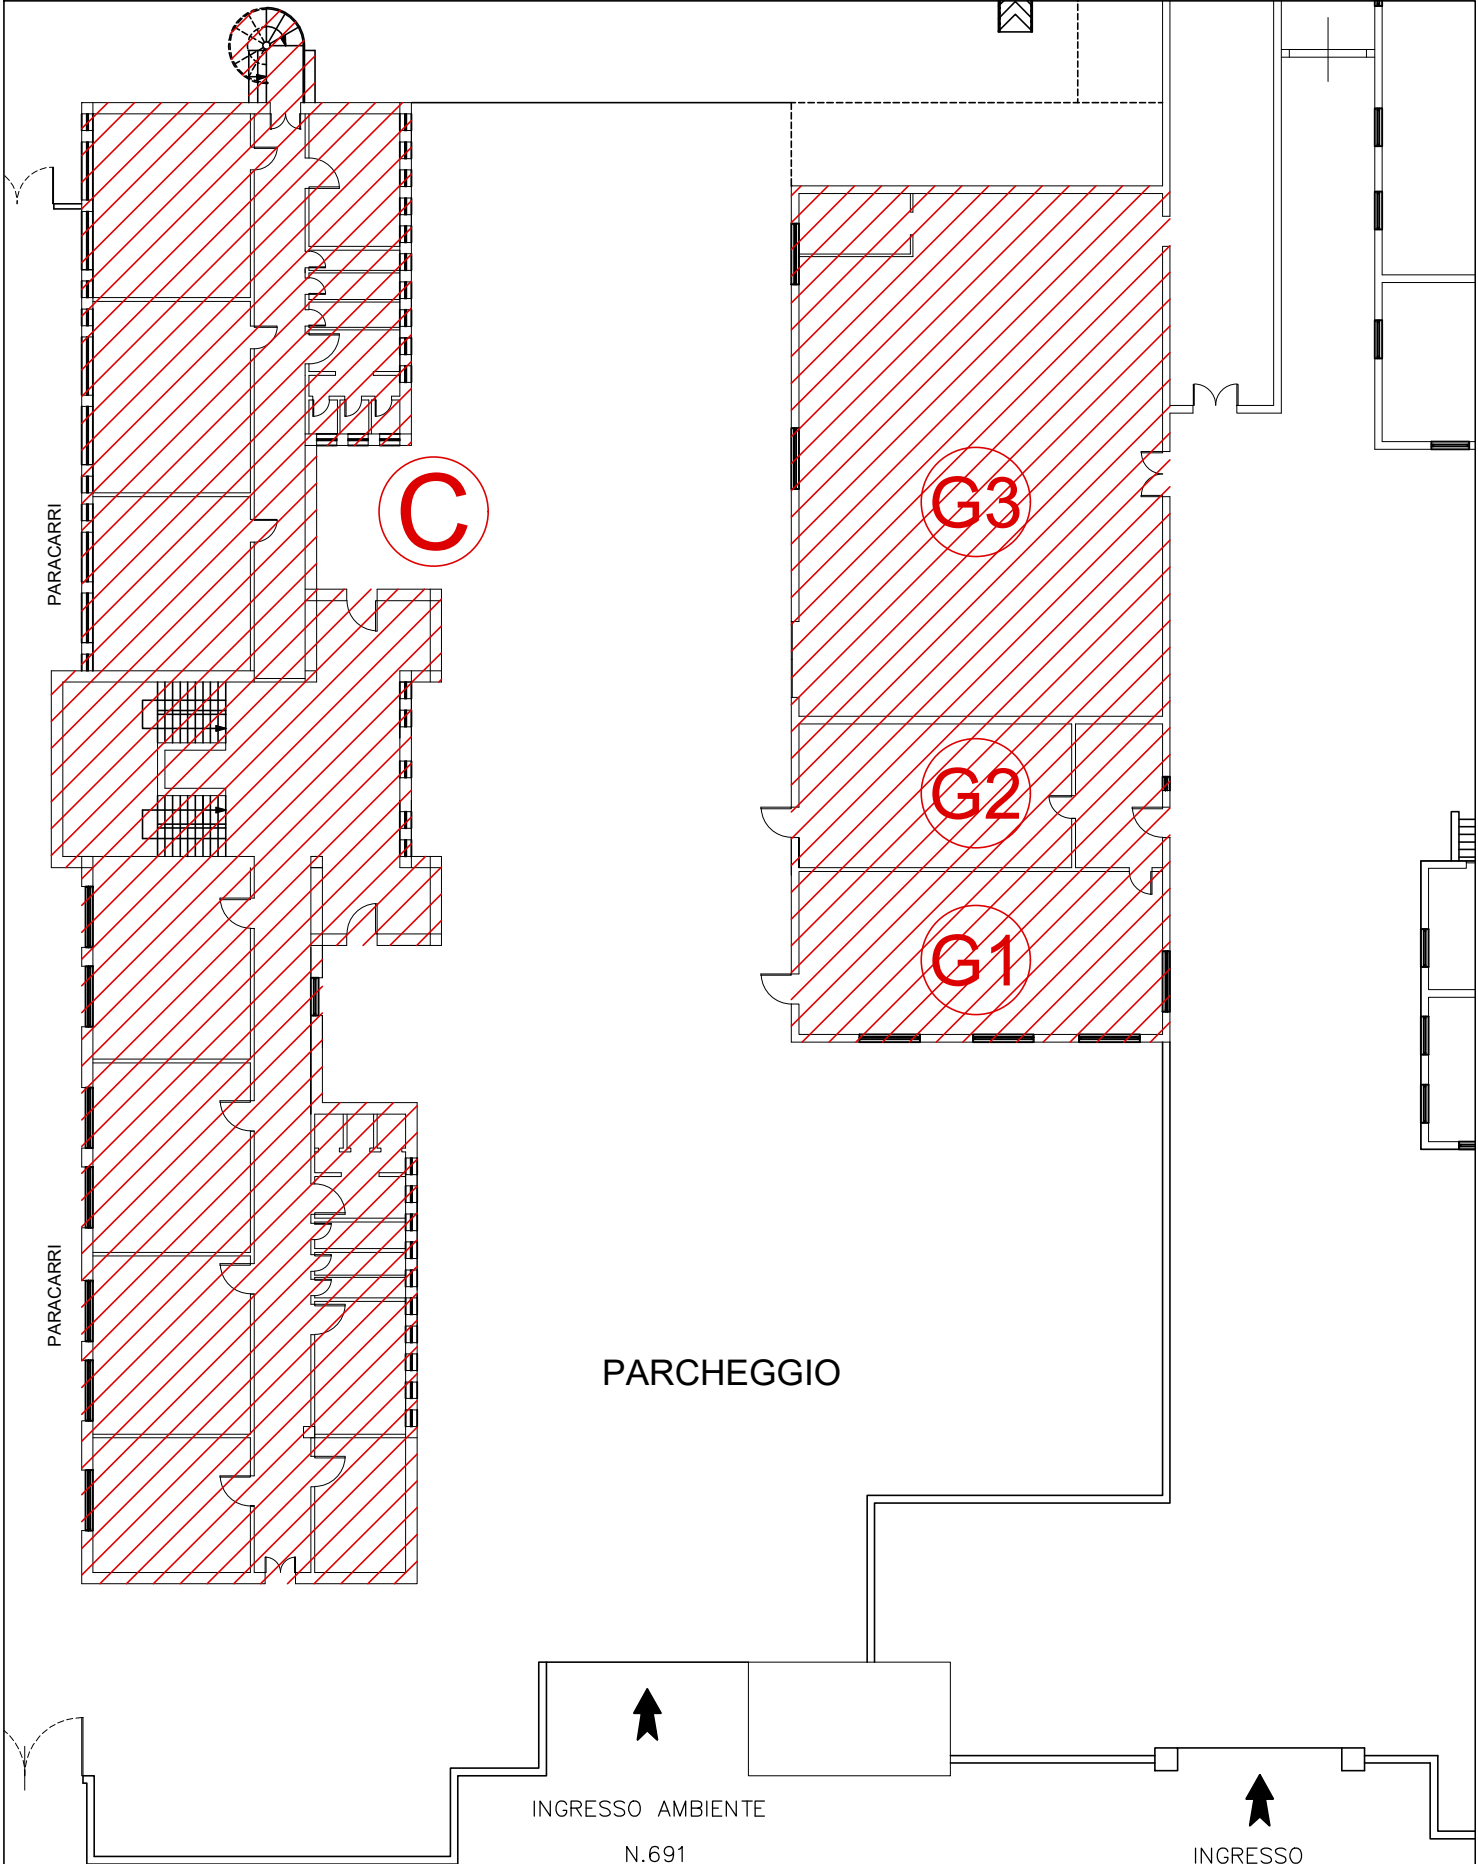 C
G3
PARACARRI
G2
G1
PARACARRI
PARCHEGGIO
INGRESSO AMBIENTE
N.691
INGRESSO